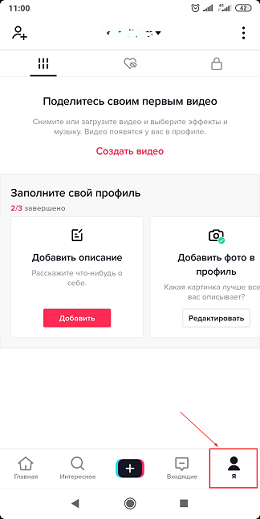 11:00
42
Поделитесь своим первым видео
Снимите или загрузите видео и выберите эффекты и
музыку. Видео появятся у вас в профиле.
Создать видео
Заполните свой профиль
2/3 завершено
Добавить описание
Расскажите что-нибудь о
себе.
Добавить
Добавить фото в
профиль
Какая картинка лучше все
вас описывает?
Редактировать
Главная
Интересное
Входящие
Я